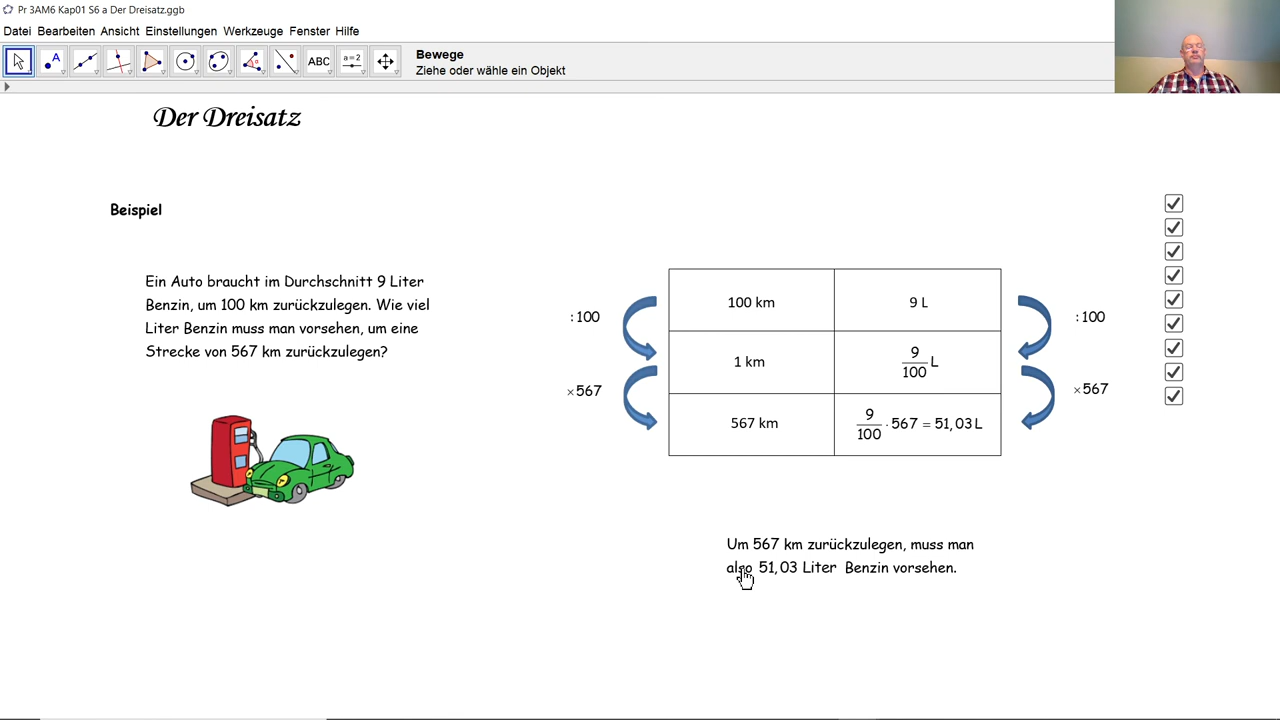 Pr 3AM6 Kap01 S6 a Der Dreisatz.ggb
Datei Bearbeiten Ansicht Einstellungen Werkzeuge Fenster Hilfe
A
ABC
a=2
Bewege
Ziehe oder wähle ein Objekt
Der Dreisatz
Beispiel
Ein Auto braucht im Durchschnitt 9 Liter
Benzin, um 100 km zurückzulegen. Wie viel
Liter Benzin muss man vorsehen, um eine
Strecke von 567 km zurückzulegen?
100 km 9 L
:100 :100
1 km 9/100 L
×567 ×567
567 km 9/100 · 567 = 51,03 L
Um 567 km zurückzulegen, muss man
also 51,03 Liter Benzin vorsehen.